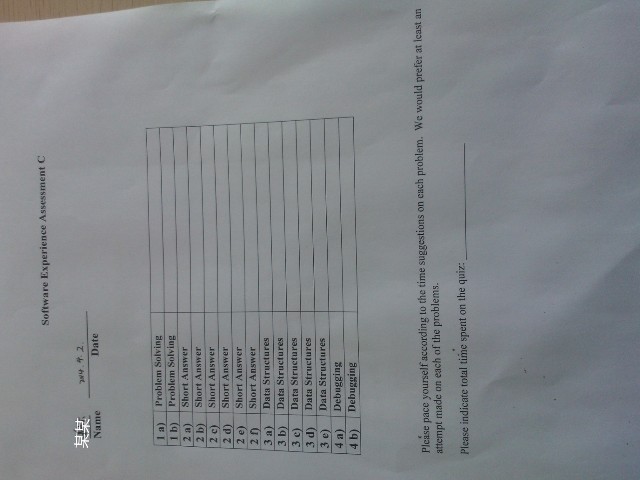 Software Experience Assessment C
某某
Name Date
1 a) Problem Solving
1 b) Problem Solving
2 a) Short Answer
2 b) Short Answer
2 c) Short Answer
2 d) Short Answer
2 e) Short Answer
2 f) Short Answer
3 a) Data Structures
3 b) Data Structures
3 c) Data Structures
3 d) Data Structures
3 e) Data Structures
4 a) Debugging
4 b) Debugging
Please pace yourself according to the time suggestions on each problem. We would prefer at least an
attempt made on each of the problems.
Please indicate total time spent on the quiz: